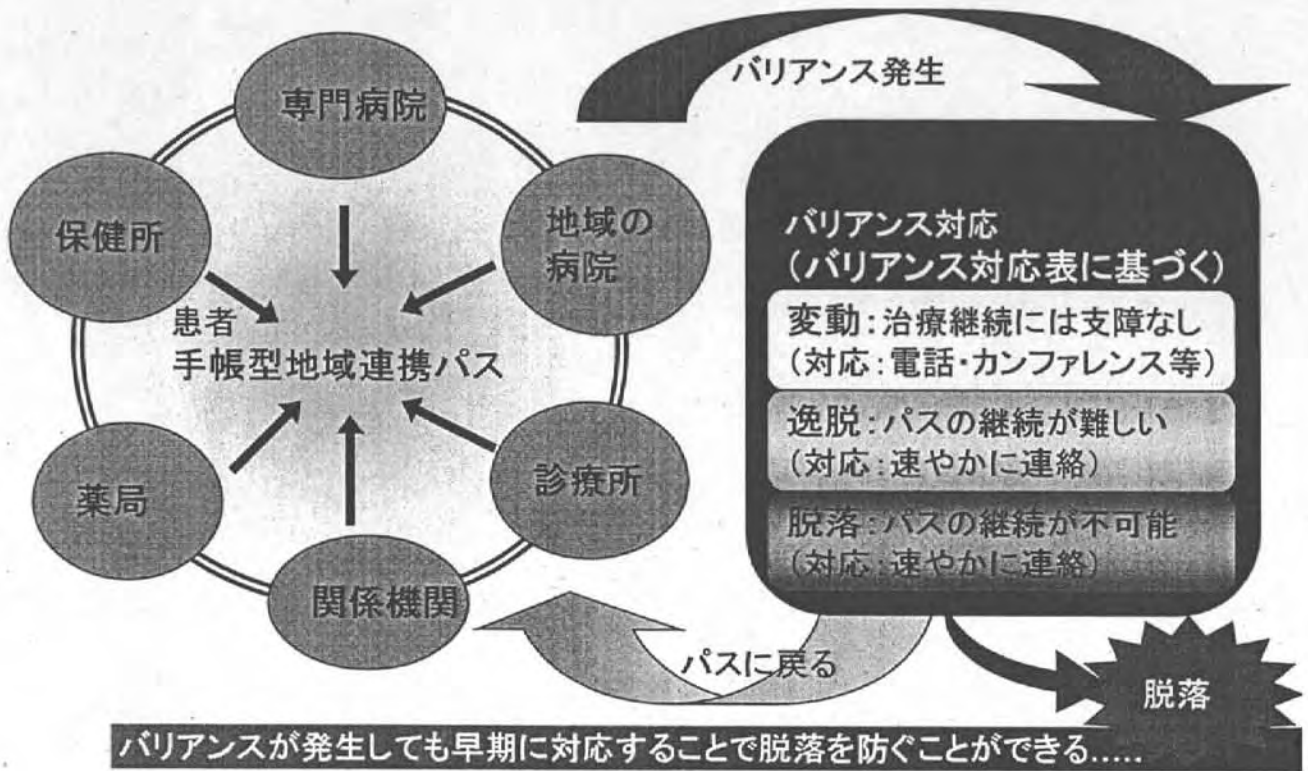 専門病院
保健所
地域の
病院
患者
手帳型地域連携パス
薬局
診療所
関係機関
バリアンス発生
バリアンス対応
(バリアンス対応表に基づく)
変動:治療継続には支障なし
(対応:電話・カンファレンス等)
逸脱:パスの継続が難しい
(対応:速やかに連絡)
脱落:パスの継続が不可能
(対応:速やかに連絡)
パスに戻る
脱落
バリアンスが発生しても早期に対応することで脱落を防ぐことができる.....